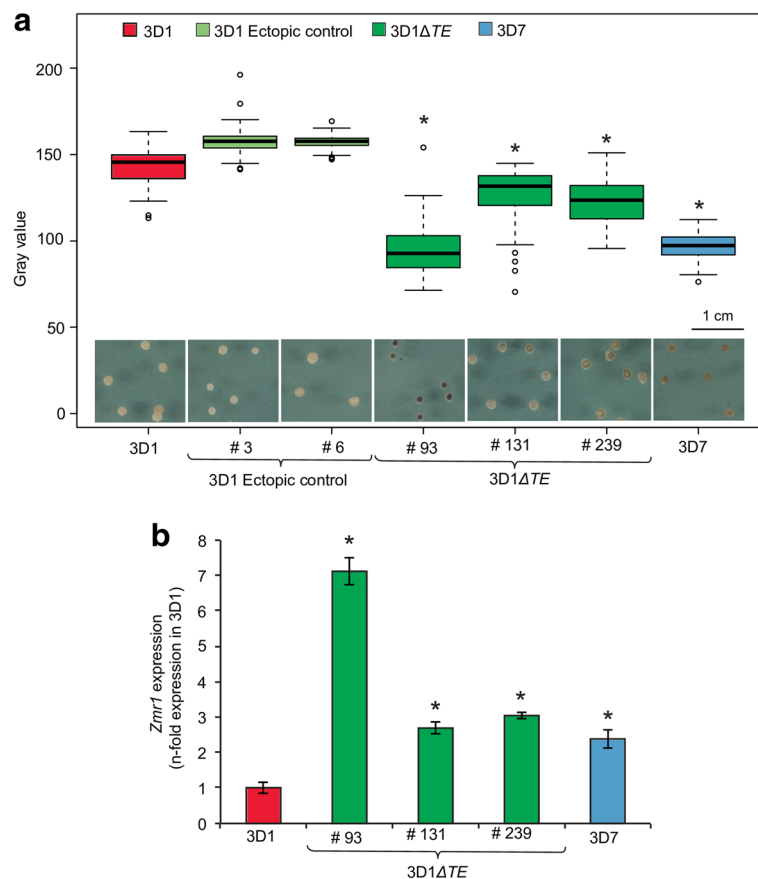 a
3D1 3D1 Ectopic control 3D1ΔTE 3D7
200
150
100
50
0
Gray value
*
*
*
*
1 cm
3D1 # 3 # 6 # 93 # 131 # 239 3D7
3D1 Ectopic control 3D1ΔTE
b
8
7
6
5
4
3
2
1
0
Zmr1 expression
(n-fold expression in 3D1)
*
*
*
*
3D1 # 93 # 131 # 239 3D7
3D1ΔTE